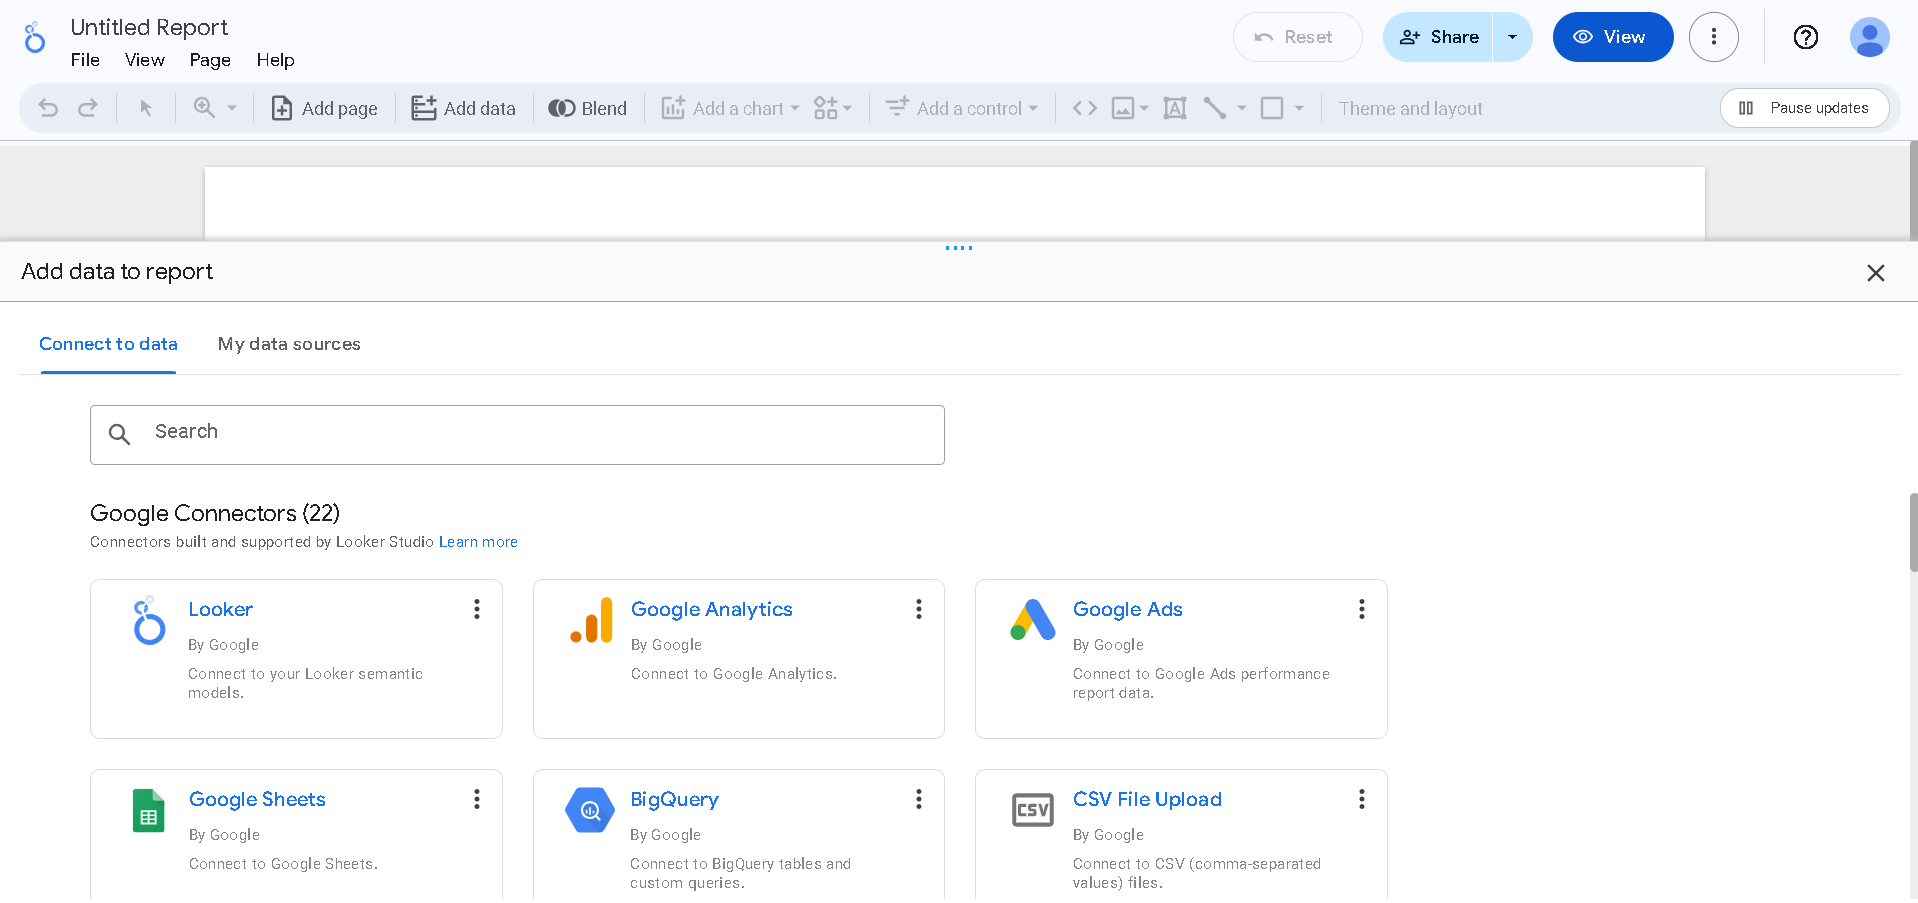 Untitled Report
File View Page Help
Reset
Share
View
Add page
Add data
Blend
Add a chart
Add a control
Theme and layout
Pause updates
Add data to report
Connect to data
My data sources
Search
Google Connectors (22)
Connectors built and supported by Looker Studio Learn more
Looker
By Google
Connect to your Looker semantic
models.
Google Analytics
By Google
Connect to Google Analytics.
Google Ads
By Google
Connect to Google Ads performance
report data.
Google Sheets
By Google
Connect to Google Sheets.
BigQuery
By Google
Connect to BigQuery tables and
custom queries.
CSV
CSV File Upload
By Google
Connect to CSV (comma-separated
values) files.